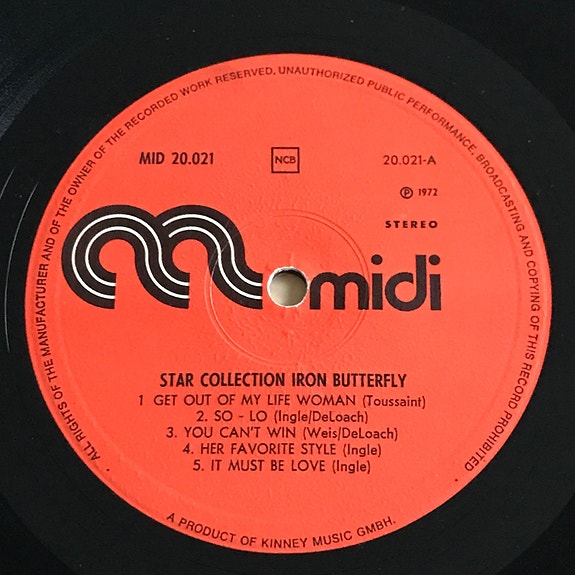 ALL RIGHTS OF THE MANUFACTURER AND OF THE OWNER OF THE RECORDED WORK RESERVED. UNAUTHORIZED PUBLIC PERFORMANCE, BROADCASTING AND COPYING OF THIS RECORD PROHIBITED
MID 20.021 NCB 20.021-A
℗ 1972
STEREO
midi
STAR COLLECTION IRON BUTTERFLY
1 GET OUT OF MY LIFE WOMAN (Toussaint)
2. SO - LO (Ingle/DeLoach)
3. YOU CAN'T WIN (Weis/DeLoach)
4. HER FAVORITE STYLE (Ingle)
5. IT MUST BE LOVE (Ingle)
A PRODUCT OF KINNEY MUSIC GMBH.